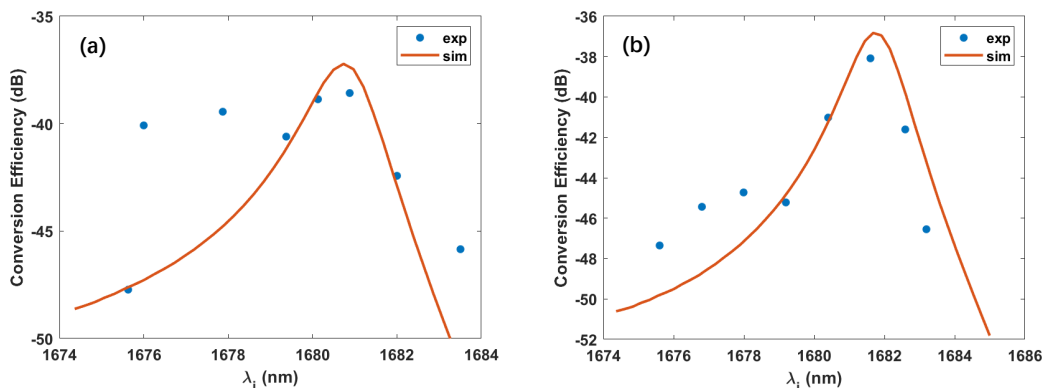 (a)
exp
sim
Conversion Efficiency (dB)
-35
-40
-45
-50
1674 1676 1678 1680 1682 1684
λi (nm)
(b)
exp
sim
Conversion Efficiency (dB)
-36
-38
-40
-42
-44
-46
-48
-50
-52
1674 1676 1678 1680 1682 1684 1686
λi (nm)